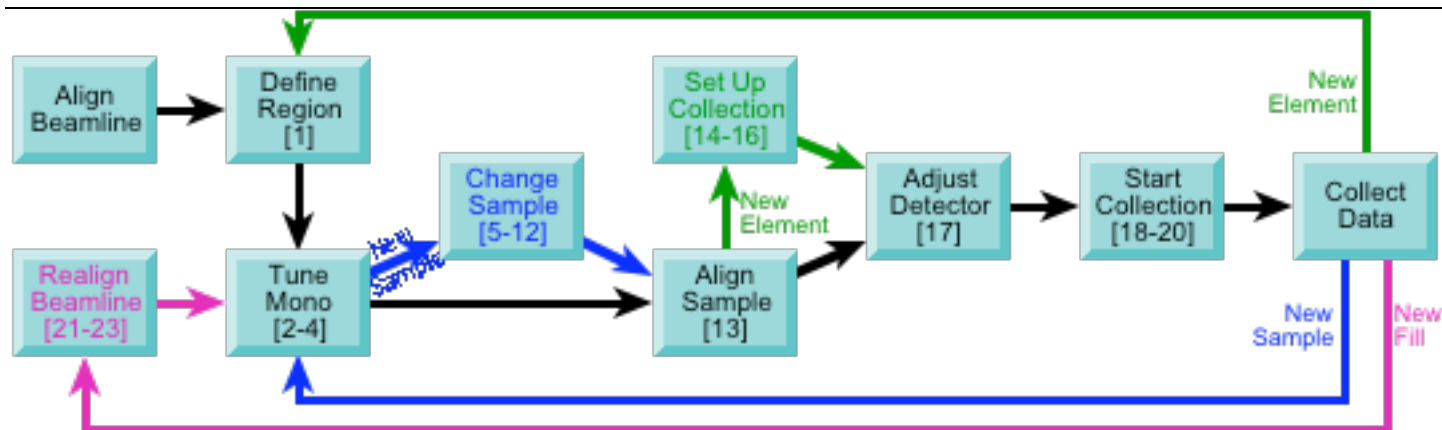 Align
Beamline
Define
Region
[1]
Set Up
Collection
[14-16]
New
Element
Change
Sample
[5-12]
New
Element
Adjust
Detector
[17]
Start
Collection
[18-20]
Collect
Data
Realign
Beamline
[21-23]
Tune
Mono
[2-4]
New
Sample
Align
Sample
[13]
New
Sample
New
Fill